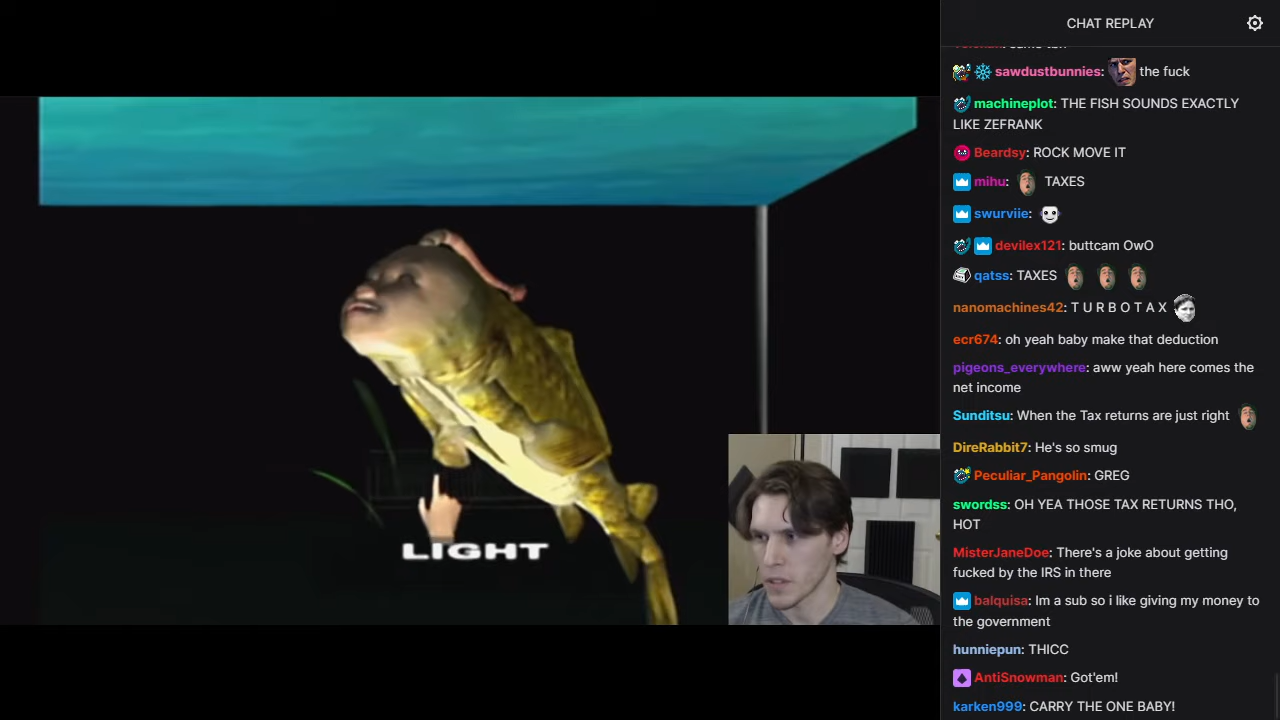 CHAT REPLAY
sawdustbunnies: the fuck
machineplot: THE FISH SOUNDS EXACTLY
LIKE ZEFRANK
Beardsy: ROCK MOVE IT
mihu: TAXES
swurviie:
devilex121: buttcam OwO
qatss: TAXES
nanomachines42: T U R B O T A X
ecr674: oh yeah baby make that deduction
pigeons_everywhere: aww yeah here comes the
net income
Sunditsu: When the Tax returns are just right
DireRabbit7: He's so smug
Peculiar_Pangolin: GREG
swordss: OH YEA THOSE TAX RETURNS THO,
HOT
MisterJaneDoe: There's a joke about getting
fucked by the IRS in there
balquisa: Im a sub so i like giving my money to
the government
hunniepun: THICC
AntiSnowman: Got'em!
karken999: CARRY THE ONE BABY!
LIGHT